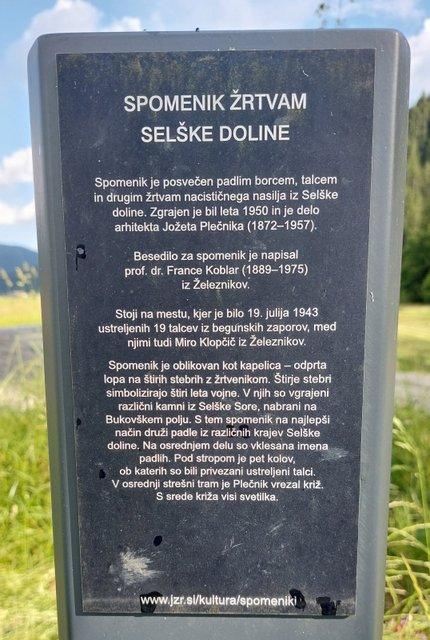 SPOMENIK ŽRTVAM
SELŠKE DOLINE
Spomenik je posvečen padlim borcem, talcem
in drugim žrtvam nacističnega nasilja iz Selške
doline. Zgrajen je bil leta 1950 in je delo
arhitekta Jožeta Plečnika (1872–1957).
Besedilo za spomenik je napisal
prof. dr. France Koblar (1889–1975)
iz Železnikov.
Stoji na mestu, kjer je bilo 19. julija 1943
ustreljenih 19 talcev iz begunskih zaporov, med
njimi tudi Miro Klopčič iz Železnikov.
Spomenik je oblikovan kot kapelica – odprta
lopa na štirih stebrih z žrtvenikom. Štirje stebri
simbolizirajo štiri leta vojne. V njih so vgrajeni
različni kamni iz Selške Sore, nabrani na
Bukovškem polju. S tem spomenik na najlepši
način druži padle iz različnih krajev Selške
doline. Na osrednjem delu so vklesana imena
padlih. Pod stropom je pet kolov,
ob katerih so bili privezani ustreljeni talci.
V osrednji strešni tram je Plečnik vrezal križ.
S srede križa visi svetilka.
www.jzr.si/kultura/spomeniki